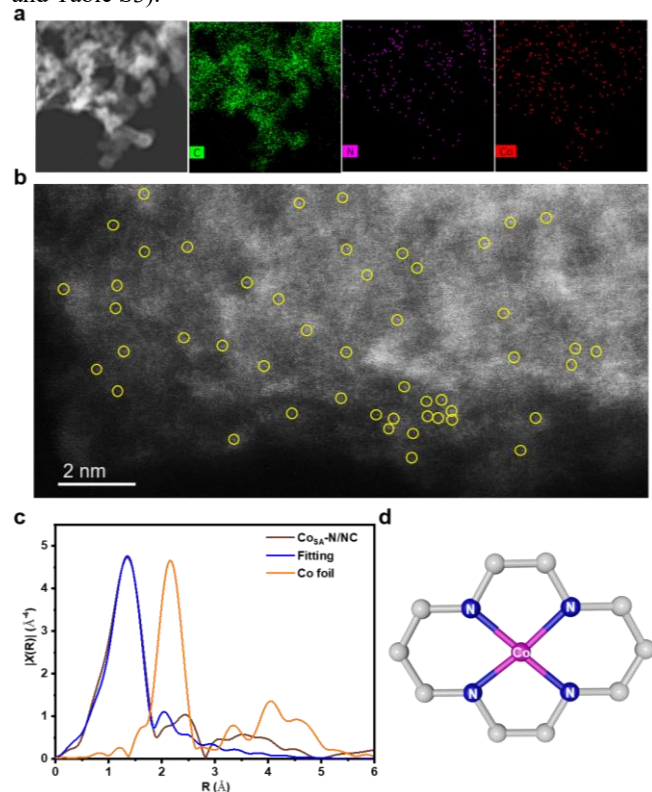 and Table S3).
a
C
N
Co
b
2 nm
c
CoSA-N/NC
Fitting
Co foil
|X(R)| (Å-4)
5
4
3
2
1
0
0 1 2 3 4 5 6
R (Å)
d
N N
Co
N N